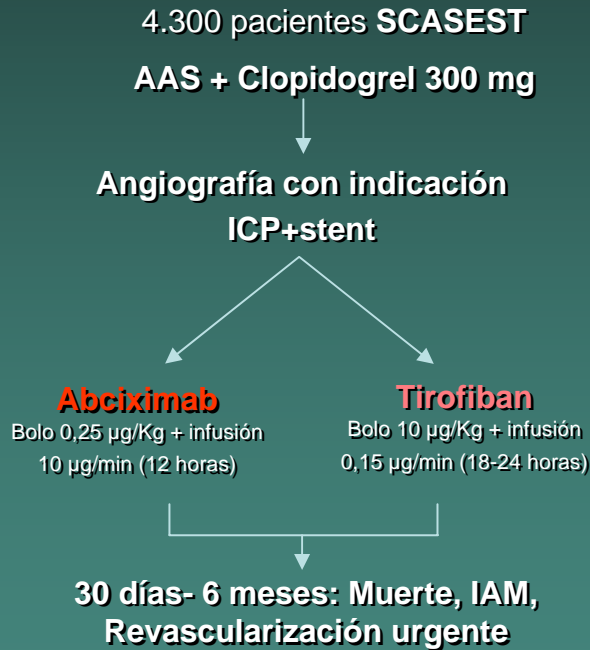 4.300 pacientes SCASEST
AAS + Clopidogrel 300 mg
Angiografía con indicación
ICP+stent
Abciximab
Bolo 0,25 µg/Kg + infusión
10 µg/min (12 horas)
Tirofiban
Bolo 10 µg/Kg + infusión
0,15 µg/min (18-24 horas)
30 días- 6 meses: Muerte, IAM,
Revascularización urgente